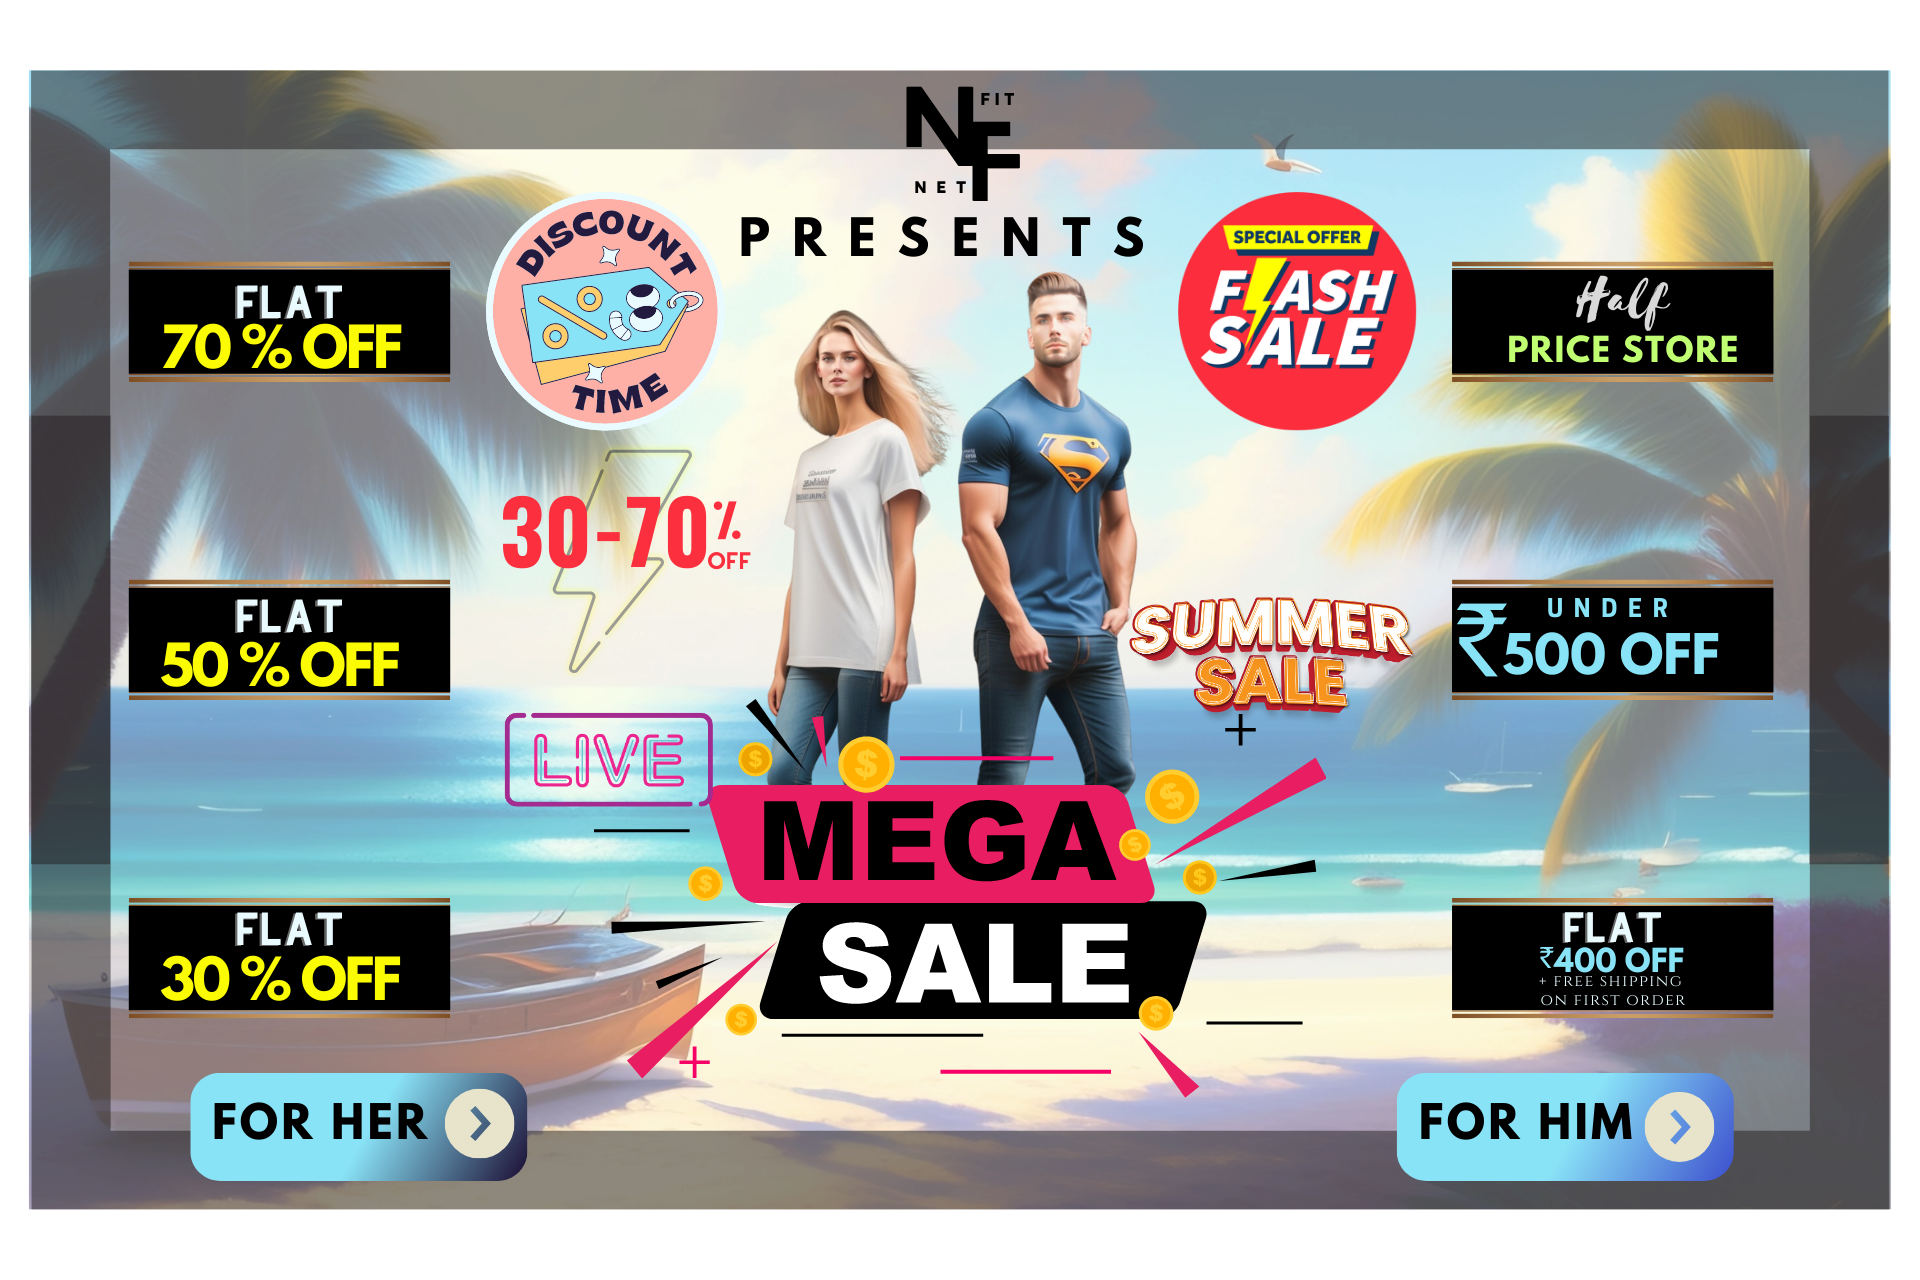 FIT
NF
NET
PRESENTS
DISCOUNT
TIME
SPECIAL OFFER
FLASH
SALE
FLAT
70 % OFF
Half
PRICE STORE
30-70%
OFF
FLAT
50 % OFF
SUMMER
SALE
UNDER
₹500 OFF
LIVE
MEGA
SALE
FLAT
30 % OFF
FLAT
₹400 OFF
+ FREE SHIPPING
ON FIRST ORDER
FOR HER
FOR HIM